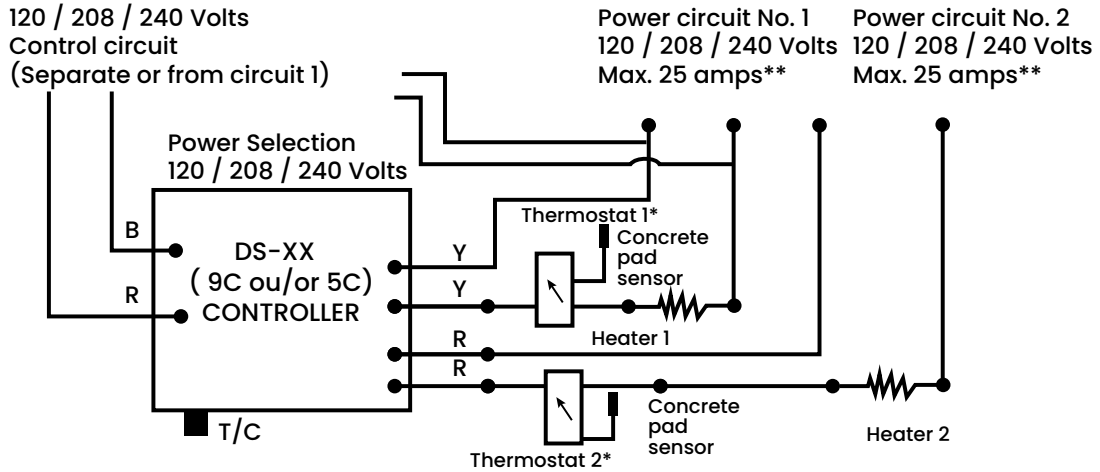 120 / 208 / 240 Volts
Control circuit
(Separate or from circuit 1)
Power circuit No. 1
120 / 208 / 240 Volts
Max. 25 amps**
Power circuit No. 2
120 / 208 / 240 Volts
Max. 25 amps**
Power Selection
120 / 208 / 240 Volts
B
R
DS-XX
( 9C ou/or 5C)
CONTROLLER
Y
Y
R
R
Thermostat 1*
Concrete
pad
sensor
Heater 1
Concrete
pad
sensor
Heater 2
T/C
Thermostat 2*